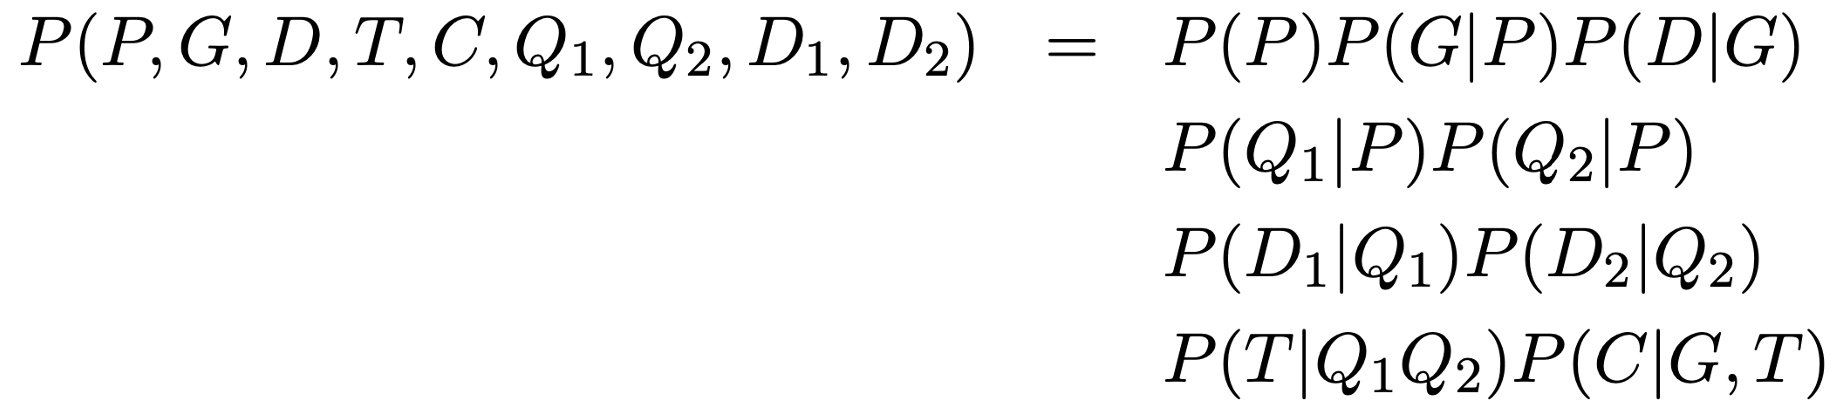 P(P, G, D, T, C, Q₁, Q₂, D₁, D₂) = P(P)P(G|P)P(D|G)
P(Q₁|P)P(Q₂|P)
P(D₁|Q₁)P(D₂|Q₂)
P(T|Q₁Q₂)P(C|G, T)